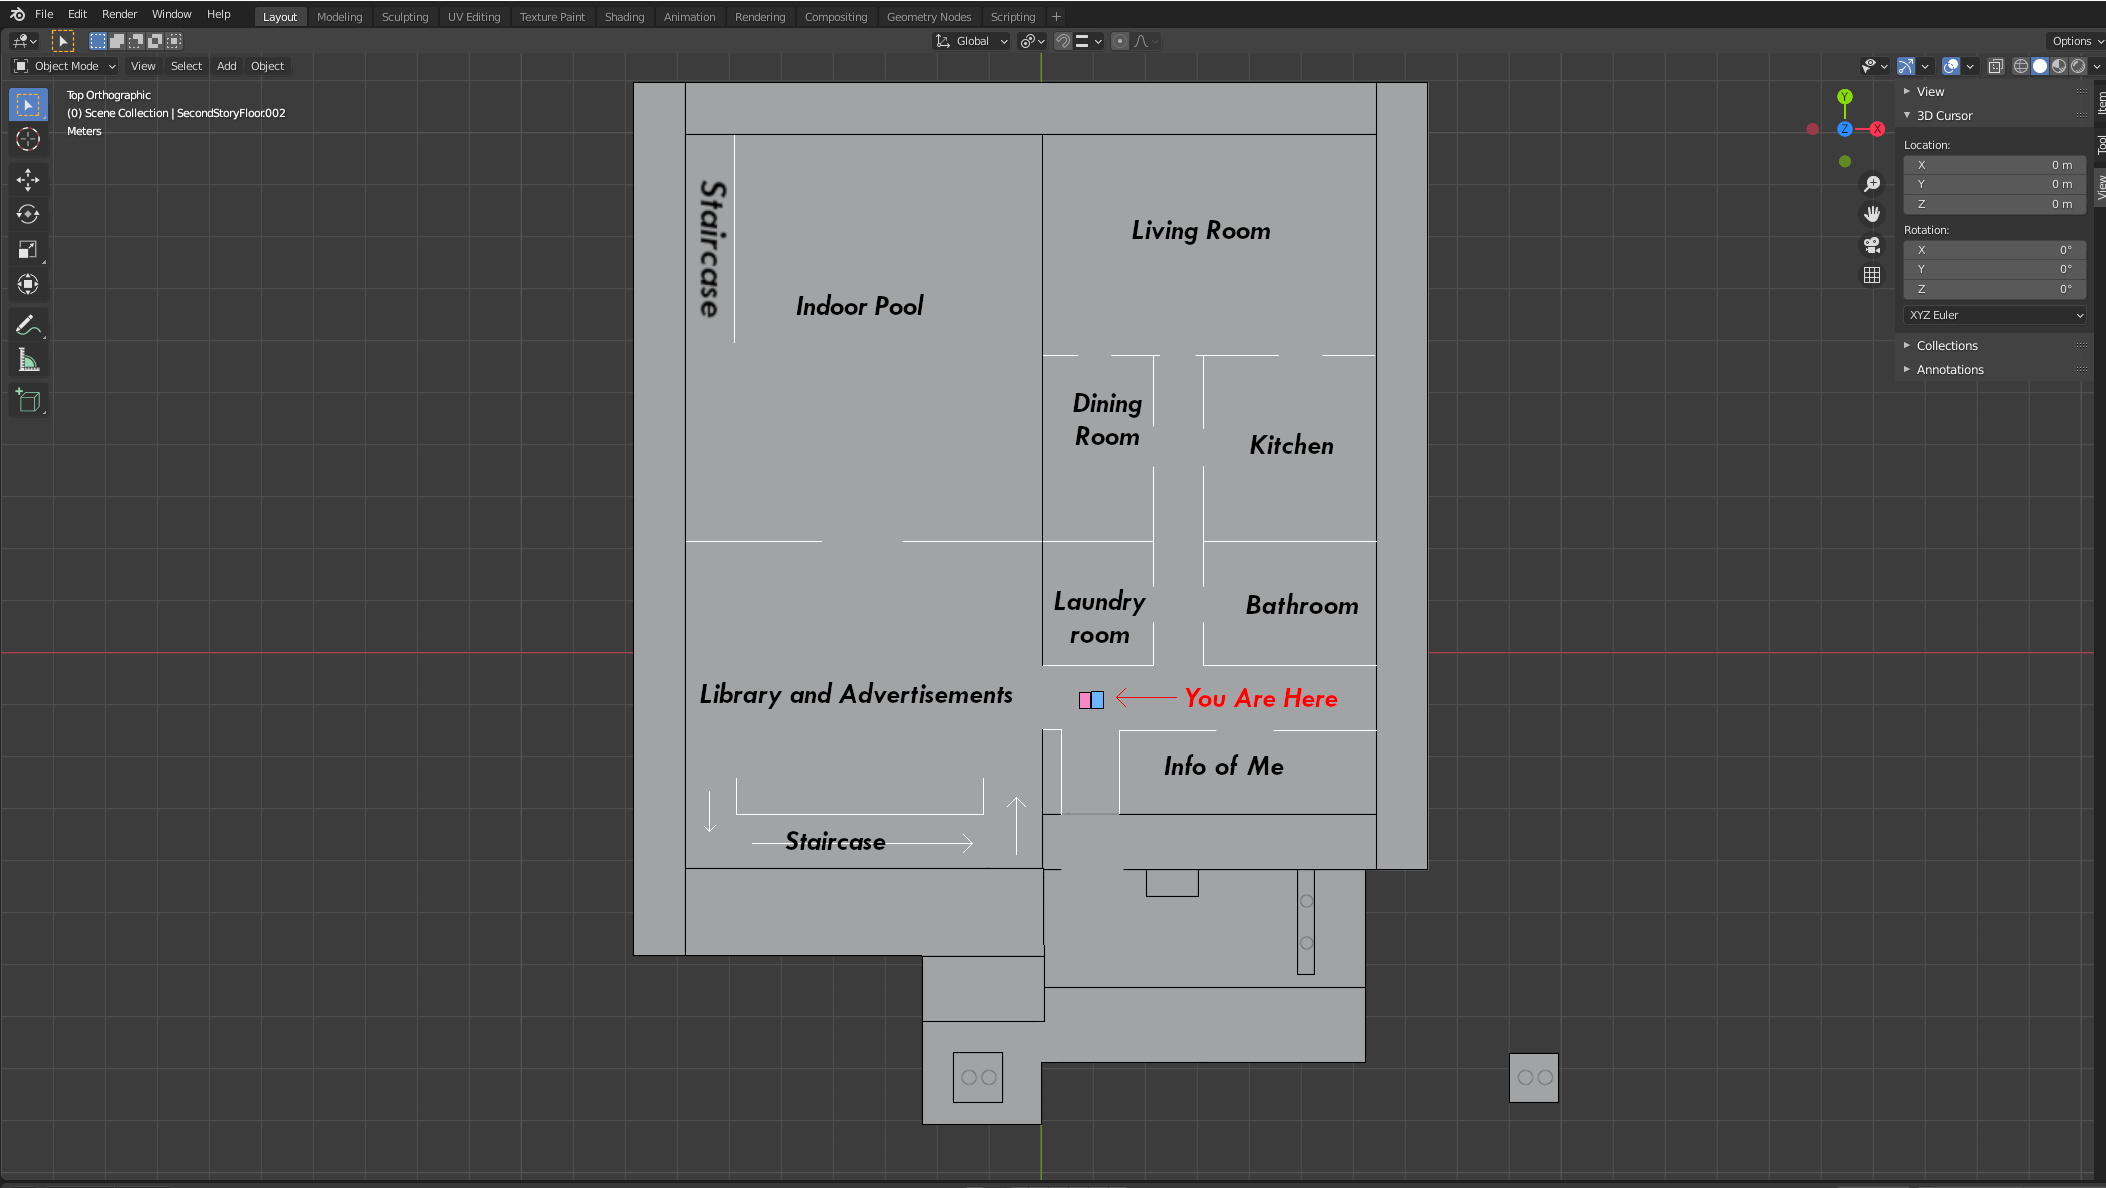 File Edit Render Window Help
Layout Modeling Sculpting UV Editing Texture Paint Shading Animation Rendering Compositing Geometry Nodes Scripting +
Global
Options
Object Mode View Select Add Object
Top Orthographic
(0) Scene Collection | SecondStoryFloor.002
Meters
Y
Z X
View
3D Cursor
Location:
X 0 m
Y 0 m
Z 0 m
Rotation:
X 0°
Y 0°
Z 0°
XYZ Euler
Collections
Annotations
Item
Tool
View
Staircase
Living Room
Indoor Pool
Dining
Room
Kitchen
Laundry
room
Bathroom
Library and Advertisements
You Are Here
Info of Me
Staircase